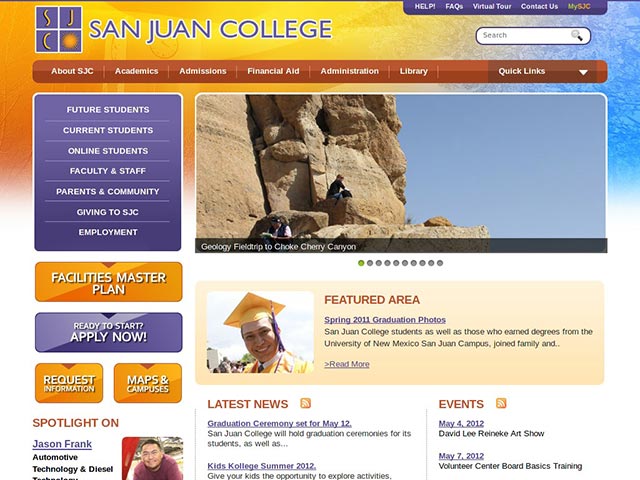 HELP! FAQs Virtual Tour Contact Us MySJC
SJC
SAN JUAN COLLEGE
Search
About SJC Academics Admissions Financial Aid Administration Library Quick Links
FUTURE STUDENTS
CURRENT STUDENTS
ONLINE STUDENTS
FACULTY & STAFF
PARENTS & COMMUNITY
GIVING TO SJC
EMPLOYMENT
Geology Fieldtrip to Choke Cherry Canyon
FACILITIES MASTER
PLAN
READY TO START?
APPLY NOW!
REQUEST
INFORMATION
MAPS &
CAMPUSES
FEATURED AREA
Spring 2011 Graduation Photos
San Juan College students as well as those who earned degrees from the
University of New Mexico San Juan Campus, joined family and..
>Read More
SPOTLIGHT ON
Jason Frank
Automotive
Technology & Diesel
Technology
LATEST NEWS
Graduation Ceremony set for May 12.
San Juan College will hold graduation ceremonies for its
students, as well as...
Kids Kollege Summer 2012.
Give your kids the opportunity to explore activities,
EVENTS
May 4, 2012
David Lee Reineke Art Show
May 7, 2012
Volunteer Center Board Basics Training